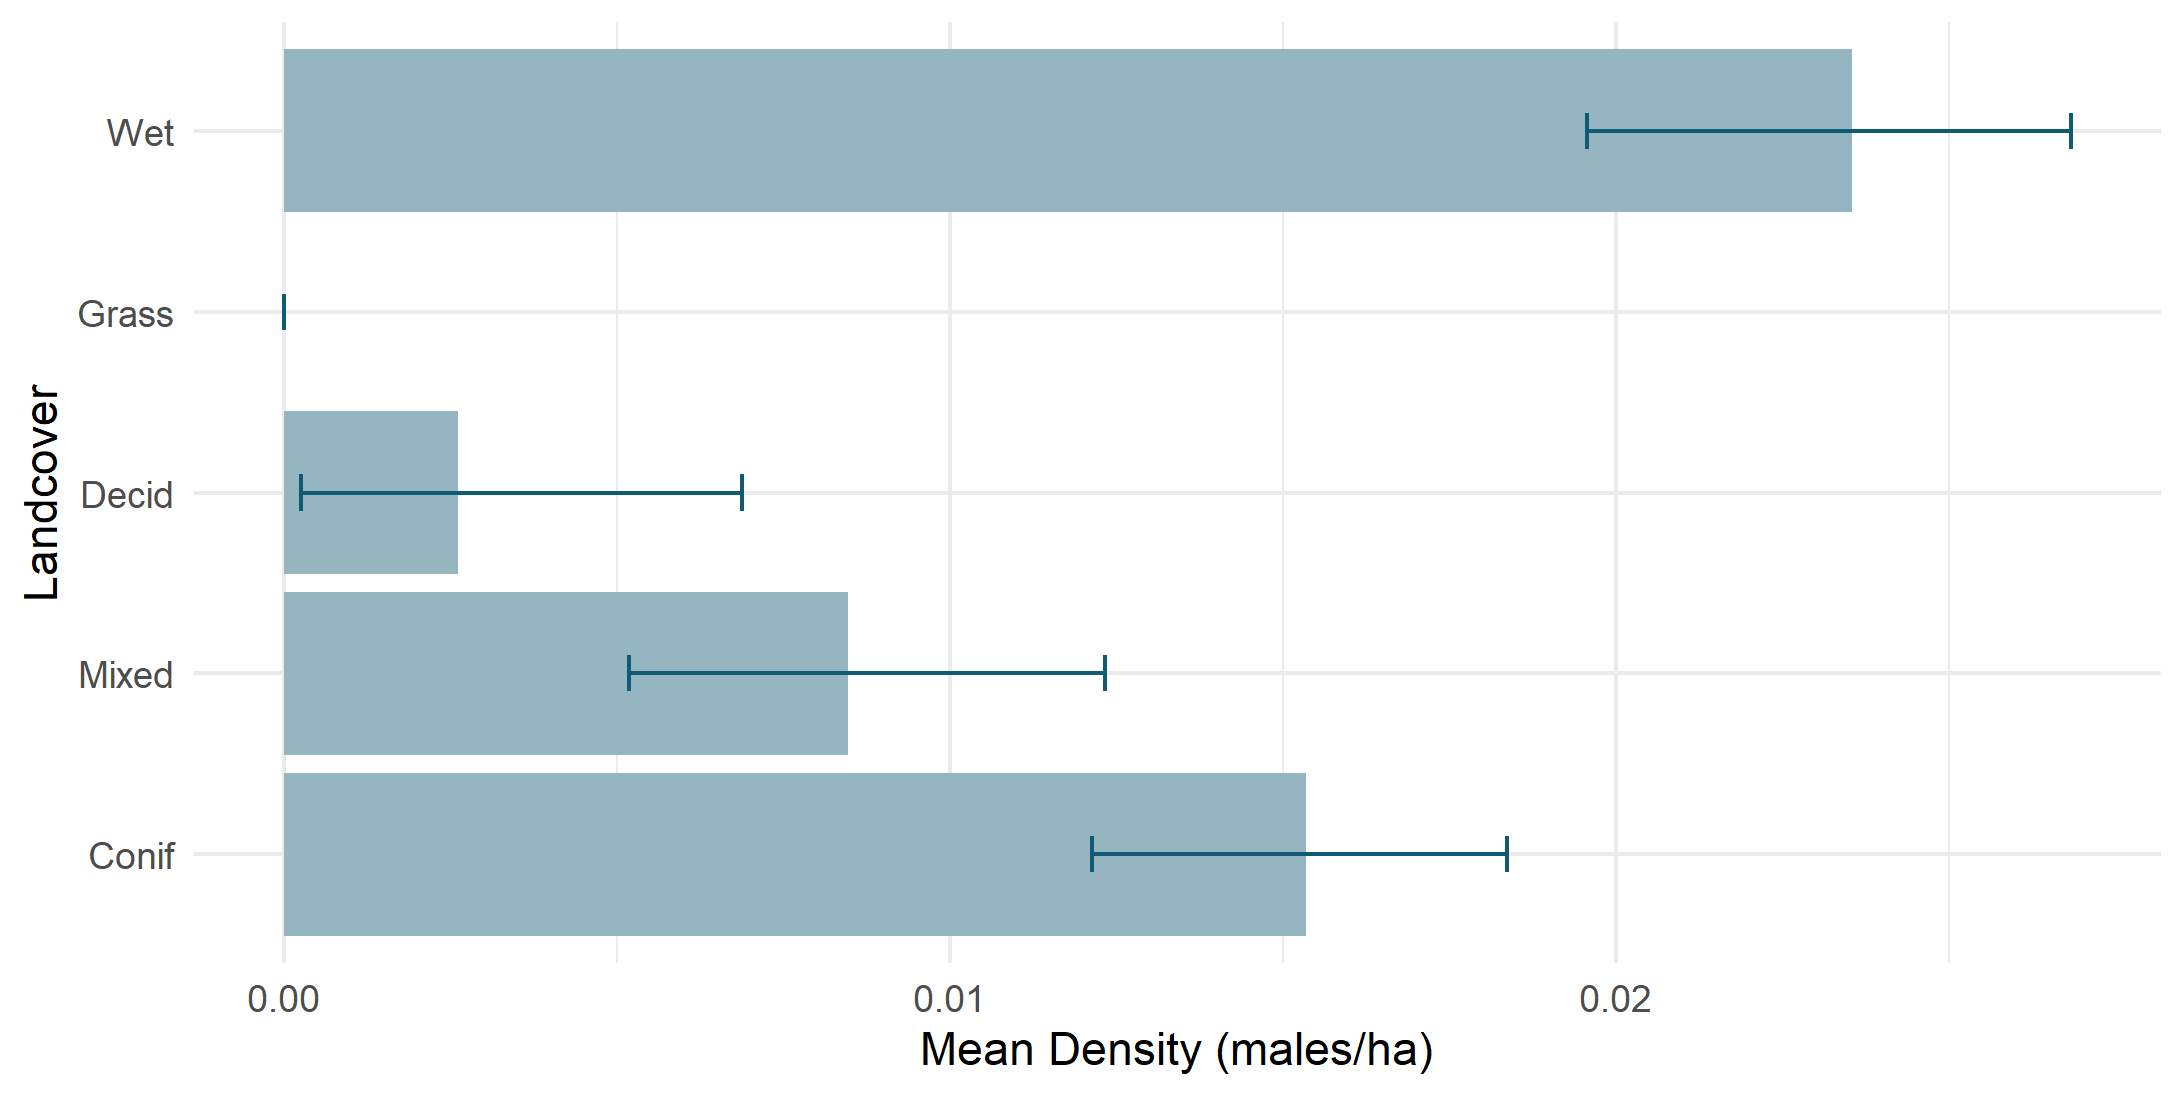 Wet
Grass
Decid
Mixed
Conif
Landcover
0.00 0.01 0.02
Mean Density (males/ha)